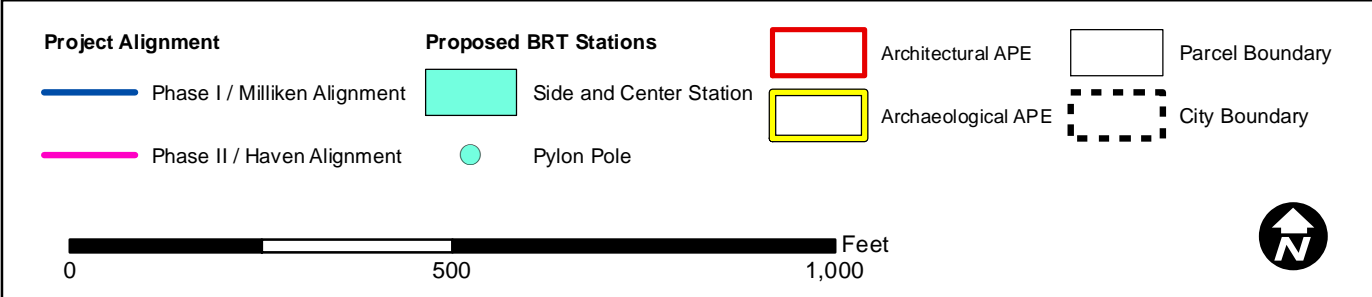 Project Alignment
Phase I / Milliken Alignment
Phase II / Haven Alignment
Proposed BRT Stations
Side and Center Station
Pylon Pole
Architectural APE
Archaeological APE
Parcel Boundary
City Boundary
Feet
0 500 1,000
N